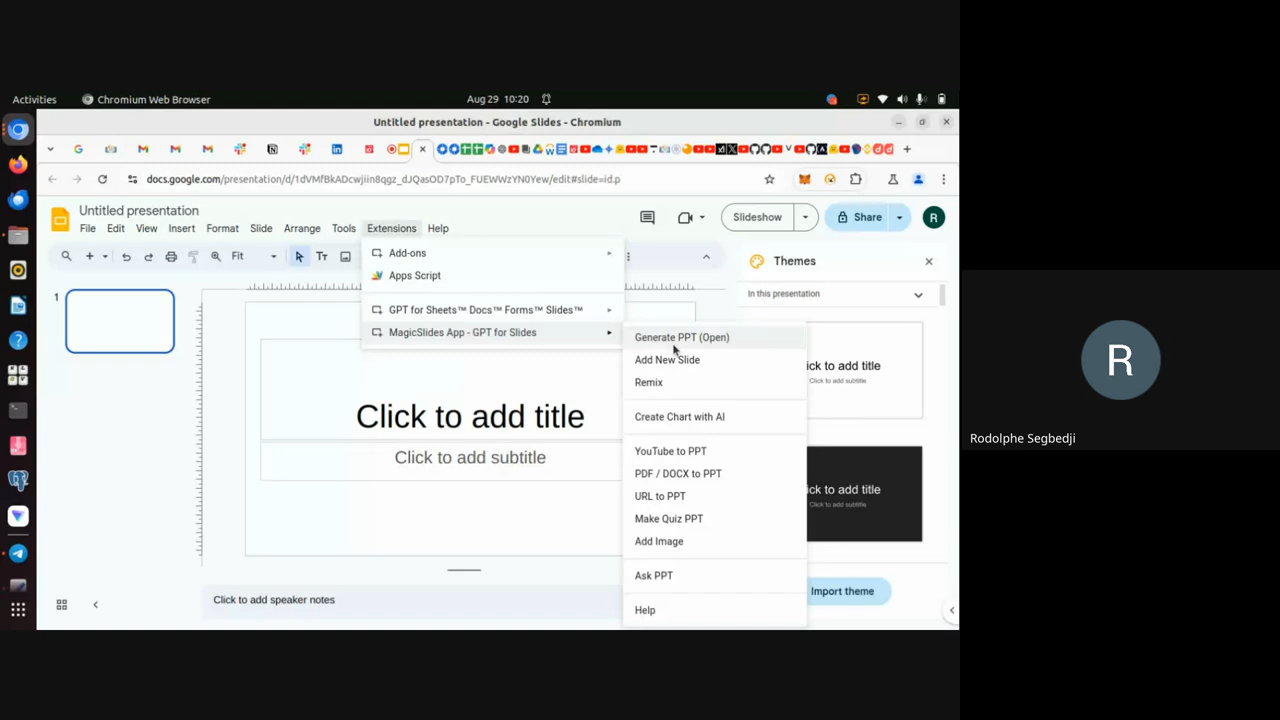 Activities
Chromium Web Browser
Aug 29 10:20
Untitled presentation - Google Slides - Chromium
docs.google.com/presentation/d/1dVMfBkADcwjiin8qgz_dJQasOD7pTo_FUEWWzYN0Yew/edit#slide=id.p
Untitled presentation
File Edit View Insert Format Slide Arrange Tools Extensions Help
Slideshow
Share
R
Fit
Tт
Add-ons
Apps Script
GPT for Sheets™ Docs™ Forms™ Slides™
MagicSlides App - GPT for Slides
Generate PPT (Open)
Add New Slide
Remix
Create Chart with AI
YouTube to PPT
PDF / DOCX to PPT
URL to PPT
Make Quiz PPT
Add Image
Ask PPT
Help
1
Click to add title
Click to add subtitle
Click to add speaker notes
Themes
In this presentation
ick to add title
Click to add subtitle
ick to add title
Click to add subtitle
Import theme
R
Rodolphe Segbedji